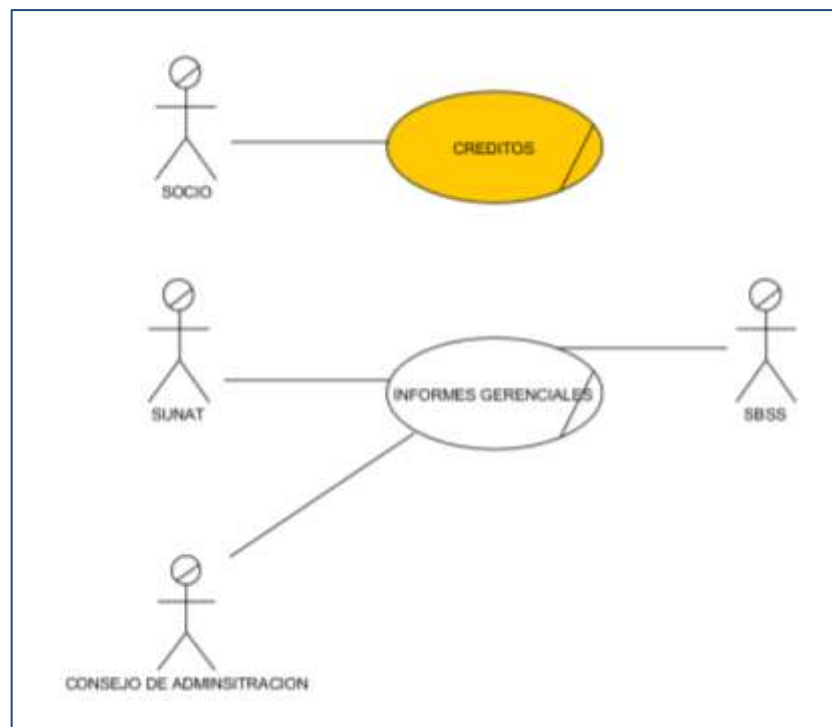 CREDITOS
SOCIO
INFORMES GERENCIALES
SUNAT
SBSS
CONSEJO DE ADMINSITRACION